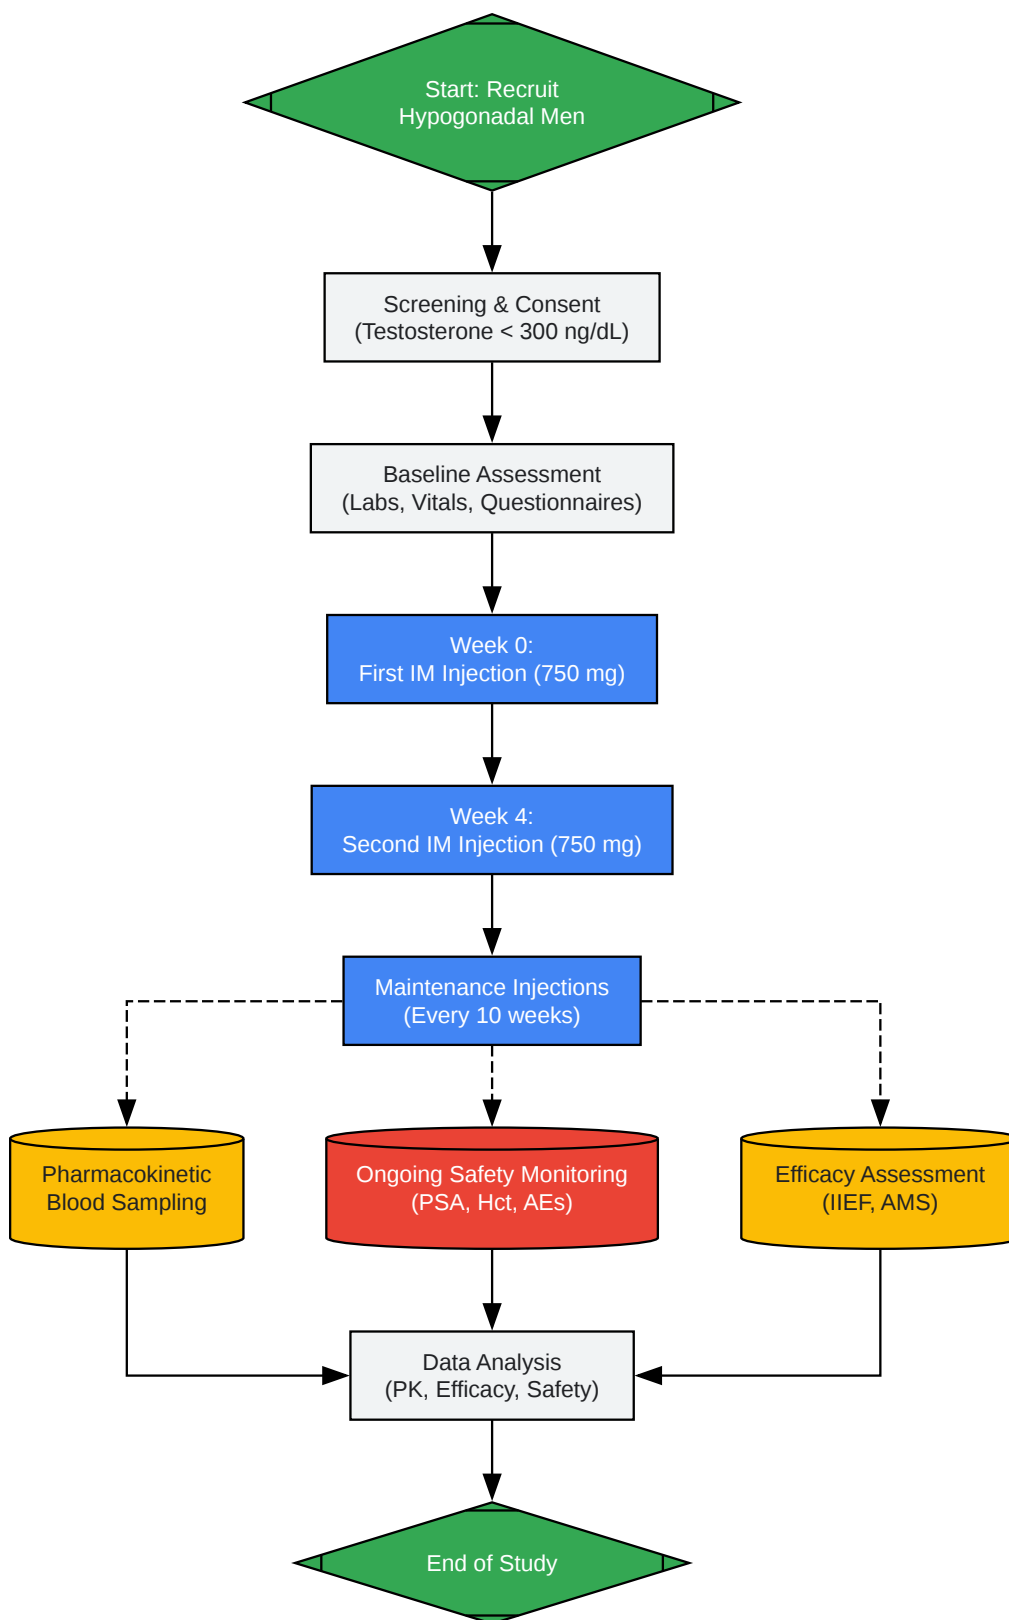 Start: Recruit
Hypogonadal Men
Screening & Consent
(Testosterone < 300 ng/dL)
Baseline Assessment
(Labs, Vitals, Questionnaires)
Week 0:
First IM Injection (750 mg)
Week 4:
Second IM Injection (750 mg)
Maintenance Injections
(Every 10 weeks)
Pharmacokinetic
Blood Sampling
Ongoing Safety Monitoring
(PSA, Hct, AEs)
Efficacy Assessment
(IIEF, AMS)
Data Analysis
(PK, Efficacy, Safety)
End of Study